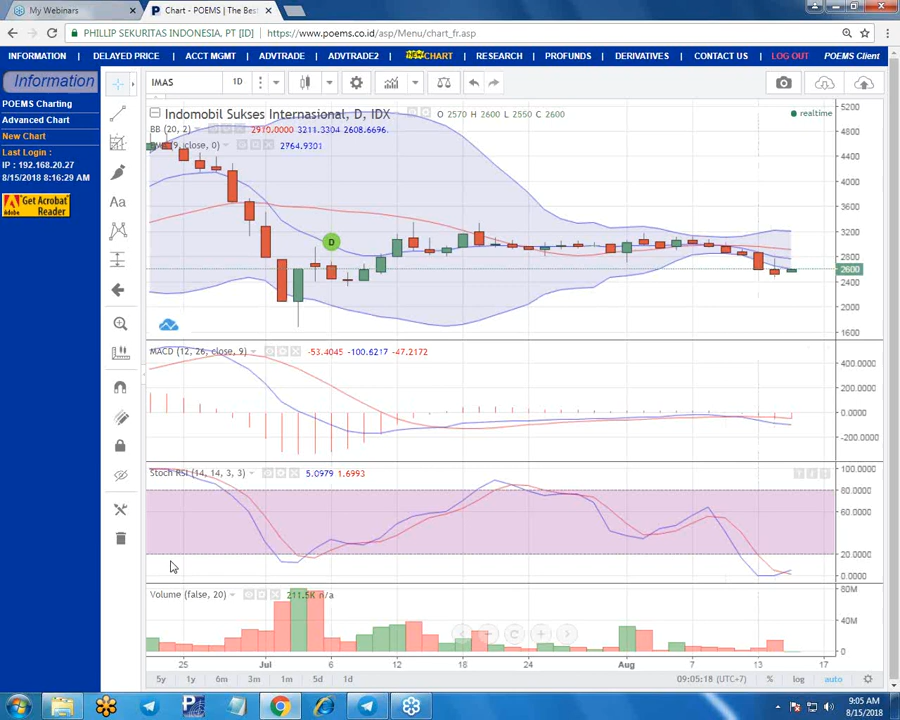 My Webinars
Chart - POEMS | The Bes
PHILLIP SEKURITAS INDONESIA. PT [ID]
https://www.poems.co.id/asp/Menu/chart_fr.asp
INFORMATION DELAYED PRICE ACCT MGMT ADVTRADE ADVTRADE2 NEW CHART RESEARCH PROFUNDS DERIVATIVES CONTACT US LOG OUT POEMS Client
Information
POEMS Charting
Advanced Chart
New Chart
Last Login :
IP : 192.168.20.27
8/15/2018 8:16:29 AM
Get Acrobat
Reader
IMAS 1D
Indomobil Sukses Internasional, D, IDX O 2570 H 2600 L 2550 C 2600
realtime
BB (20, 2) 2910.0000 3211.3304 2608.6696
2764.9301
5200
4800
4400
4000
3600
3200
2800
2600
2400
2000
1600
D
MACD (12, 26, close, 9) -53.4045 -100.6217 -47.2172
400.0000
200.0000
0.0000
-200.0000
Stoch RSI (14, 14, 3, 3) 5.0979 1.6993
100.0000
80.0000
60.0000
20.0000
0.0000
Volume (false, 20) 211.5K n/a
80M
40M
0
25 Jul 6 12 18 24 Aug 7 13 17
5y 1y 6m 3m 1m 5d 1d
09:05:18 (UTC+7) % log auto
Aa
9:05 AM
8/15/2018